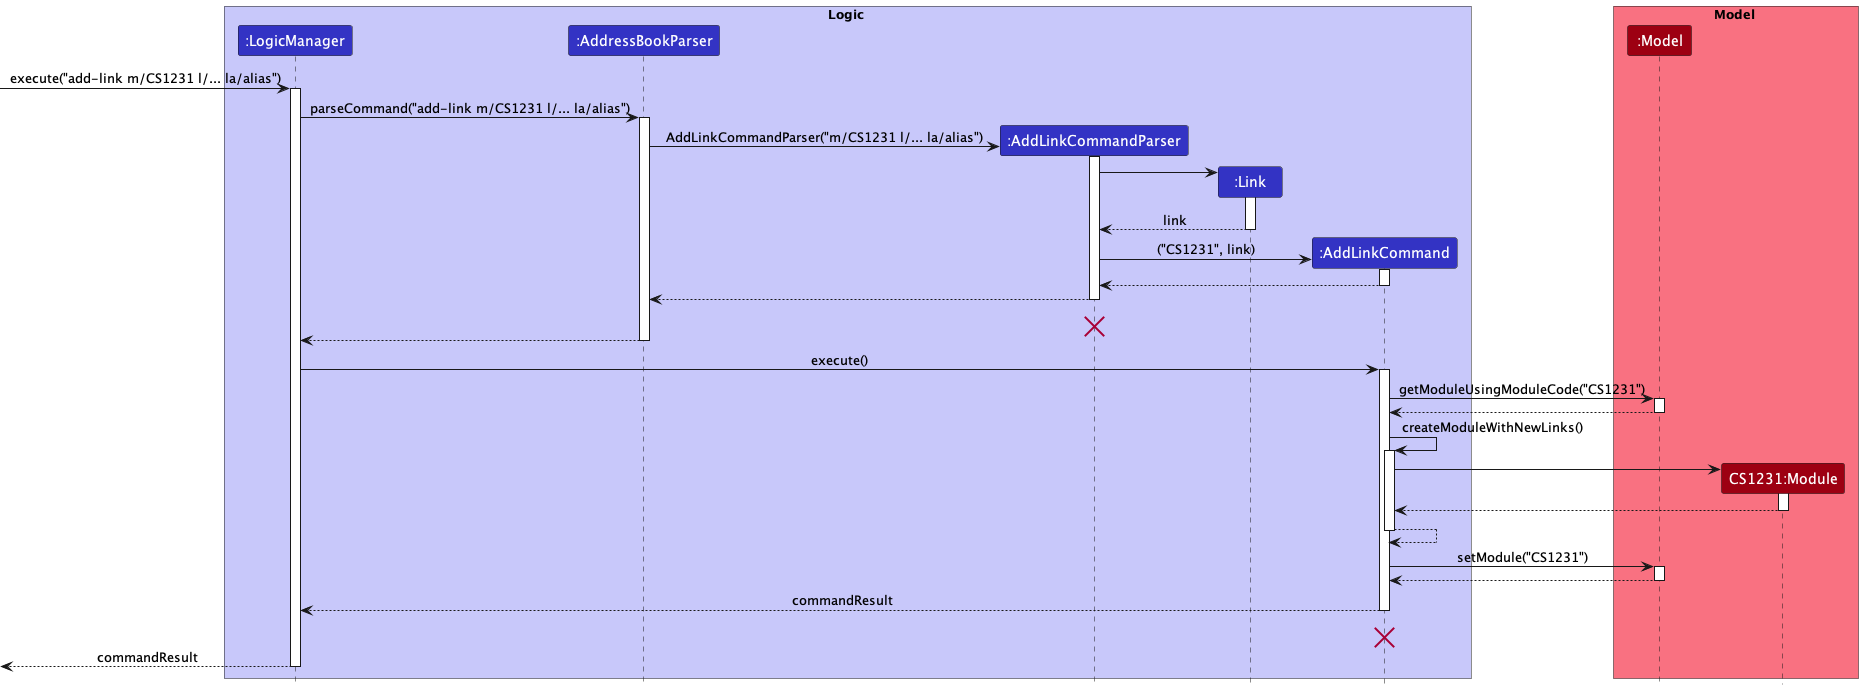 Logic
Model
:LogicManager
:AddressBookParser
:Model
execute("add-link m/CS1231 l/... la/alias")
parseCommand("add-link m/CS1231 l/... la/alias")
AddLinkCommandParser("m/CS1231 l/... la/alias")
:AddLinkCommandParser
:Link
link
("CS1231", link)
:AddLinkCommand
execute()
getModuleUsingModuleCode("CS1231")
createModuleWithNewLinks()
CS1231:Module
setModule("CS1231")
commandResult
commandResult